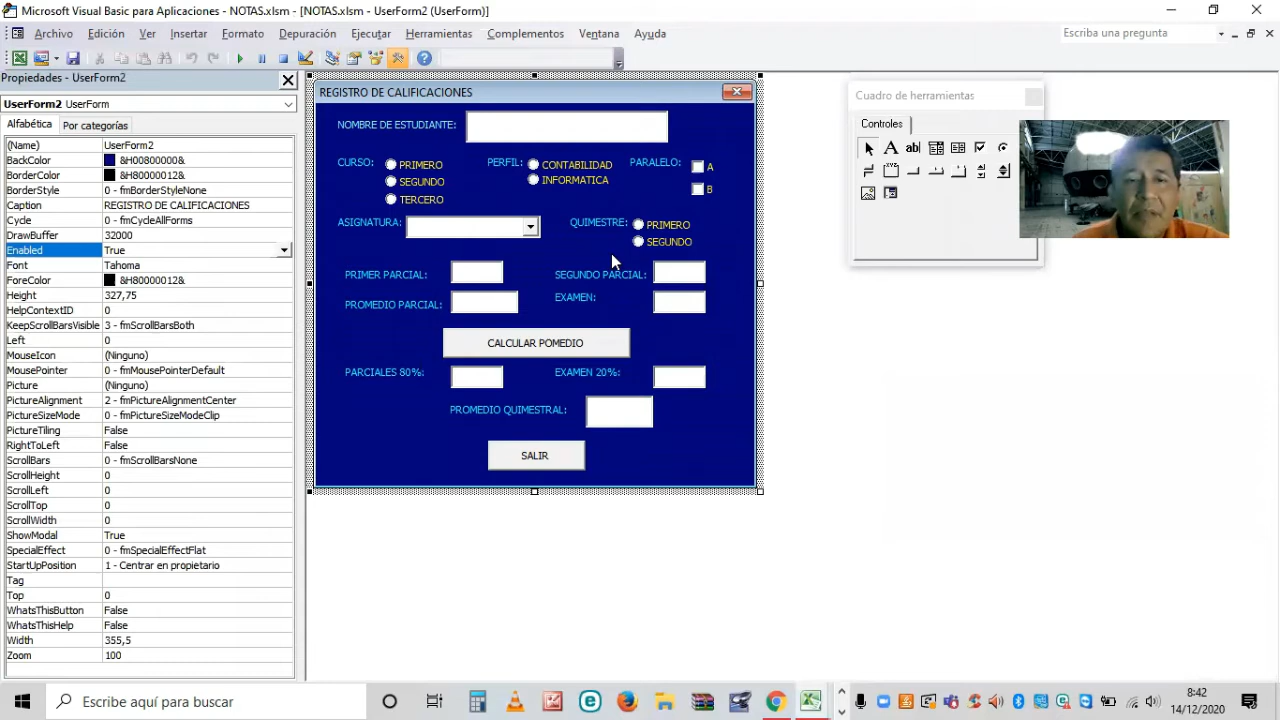 Microsoft Visual Basic para Aplicaciones - NOTAS.xlsm - [NOTAS.xlsm - UserForm2 (UserForm)]
Archivo Edición Ver Insertar Formato Depuración Ejecutar Herramientas Complementos Ventana Ayuda
Escriba una pregunta
Propiedades - UserForm2
UserForm2 UserForm
Alfabética Por categorías
(Name) UserForm2
BackColor &H00800000&
BorderColor &H80000012&
BorderStyle 0 - fmBorderStyleNone
Caption REGISTRO DE CALIFICACIONES
Cycle 0 - fmCycleAllForms
DrawBuffer 32000
Enabled True
Font Tahoma
ForeColor &H80000012&
Height 327,75
HelpContextID 0
KeepScrollBarsVisible 3 - fmScrollBarsBoth
Left 0
MouseIcon (Ninguno)
MousePointer 0 - fmMousePointerDefault
Picture (Ninguno)
PictureAlignment 2 - fmPictureAlignmentCenter
PictureSizeMode 0 - fmPictureSizeModeClip
PictureTiling False
RightToLeft False
ScrollBars 0 - fmScrollBarsNone
ScrollHeight 0
ScrollLeft 0
ScrollTop 0
ScrollWidth 0
ShowModal True
SpecialEffect 0 - fmSpecialEffectFlat
StartUpPosition 1 - Centrar en propietario
Tag
Top 0
WhatsThisButton False
WhatsThisHelp False
Width 355,5
Zoom 100
REGISTRO DE CALIFICACIONES
NOMBRE DE ESTUDIANTE:
CURSO: PRIMERO PERFIL: CONTABILIDAD PARALELO: A
SEGUNDO INFORMATICA B
TERCERO
ASIGNATURA: QUIMESTRE: PRIMERO
SEGUNDO
PRIMER PARCIAL: SEGUNDO PARCIAL:
PROMEDIO PARCIAL: EXAMEN:
CALCULAR POMEDIO
PARCIALES 80%: EXAMEN 20%:
PROMEDIO QUIMESTRAL:
SALIR
Cuadro de herramientas
Controles
A ab|
Escribe aquí para buscar
8:42
14/12/2020